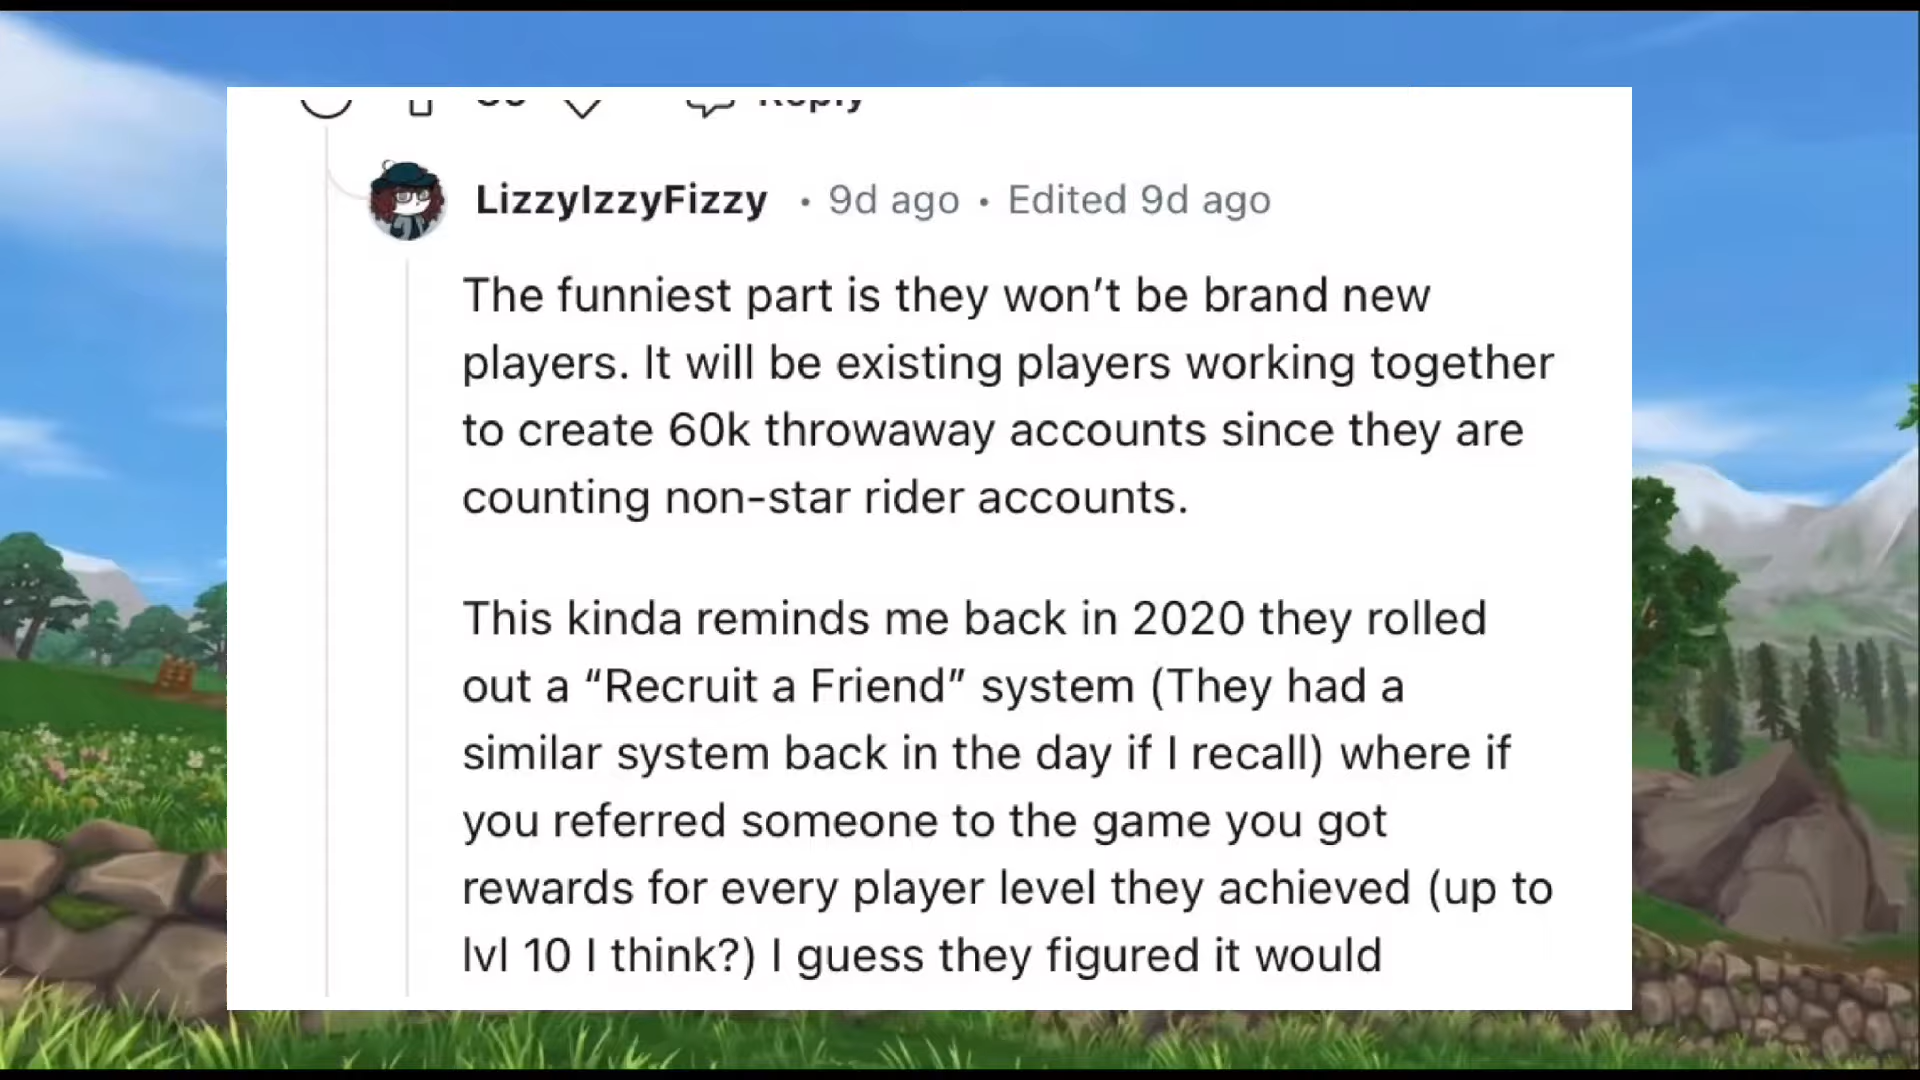 Reply
LizzyIzzyFizzy • 9d ago • Edited 9d ago
The funniest part is they won’t be brand new
players. It will be existing players working together
to create 60k throwaway accounts since they are
counting non-star rider accounts.
This kinda reminds me back in 2020 they rolled
out a “Recruit a Friend” system (They had a
similar system back in the day if I recall) where if
you referred someone to the game you got
rewards for every player level they achieved (up to
lvl 10 I think?) I guess they figured it would